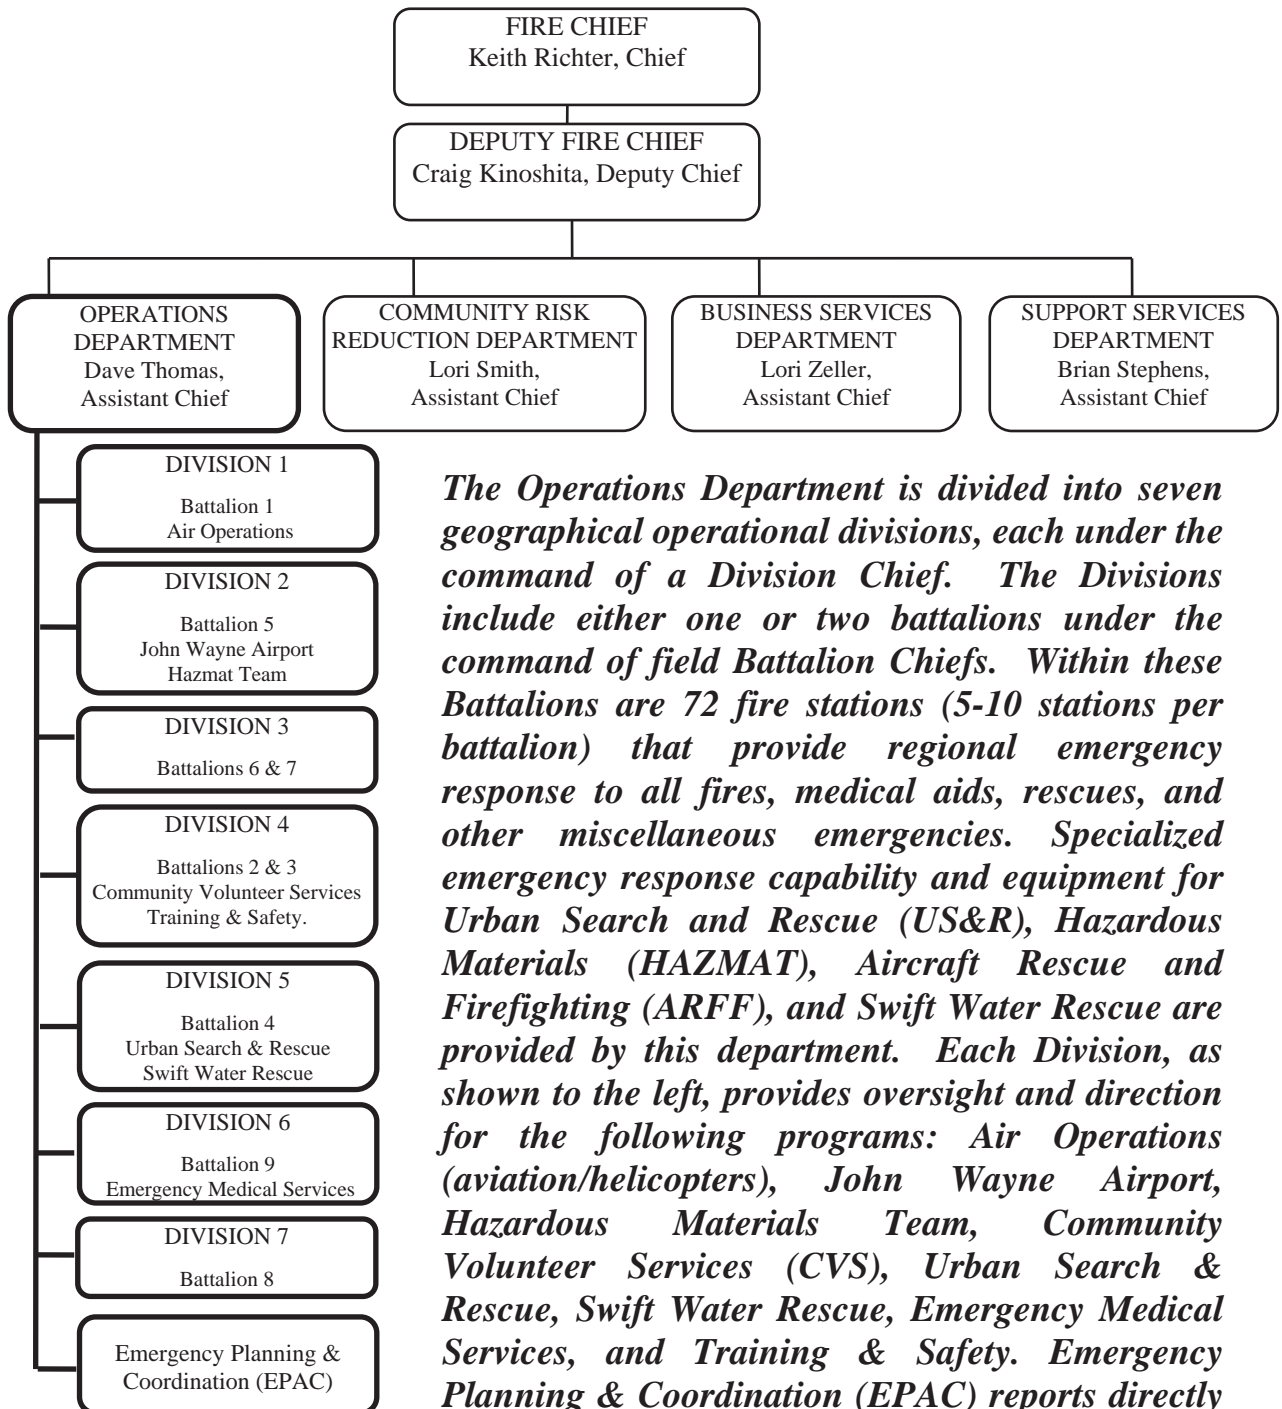 FIRE CHIEF
Keith Richter, Chief
DEPUTY FIRE CHIEF
Craig Kinoshita, Deputy Chief
OPERATIONS
DEPARTMENT
Dave Thomas,
Assistant Chief
COMMUNITY RISK
REDUCTION DEPARTMENT
Lori Smith,
Assistant Chief
BUSINESS SERVICES
DEPARTMENT
Lori Zeller,
Assistant Chief
SUPPORT SERVICES
DEPARTMENT
Brian Stephens,
Assistant Chief
DIVISION 1
Battalion 1
Air Operations
DIVISION 2
Battalion 5
John Wayne Airport
Hazmat Team
DIVISION 3
Battalions 6 & 7
DIVISION 4
Battalions 2 & 3
Community Volunteer Services
Training & Safety.
DIVISION 5
Battalion 4
Urban Search & Rescue
Swift Water Rescue
DIVISION 6
Battalion 9
Emergency Medical Services
DIVISION 7
Battalion 8
Emergency Planning &
Coordination (EPAC)
The Operations Department is divided into seven
geographical operational divisions, each under the
command of a Division Chief. The Divisions
include either one or two battalions under the
command of field Battalion Chiefs. Within these
Battalions are 72 fire stations (5-10 stations per
battalion) that provide regional emergency
response to all fires, medical aids, rescues, and
other miscellaneous emergencies. Specialized
emergency response capability and equipment for
Urban Search and Rescue (US&R), Hazardous
Materials (HAZMAT), Aircraft Rescue and
Firefighting (ARFF), and Swift Water Rescue are
provided by this department. Each Division, as
shown to the left, provides oversight and direction
for the following programs: Air Operations
(aviation/helicopters), John Wayne Airport,
Hazardous Materials Team, Community
Volunteer Services (CVS), Urban Search &
Rescue, Swift Water Rescue, Emergency Medical
Services, and Training & Safety. Emergency
Planning & Coordination (EPAC) reports directly